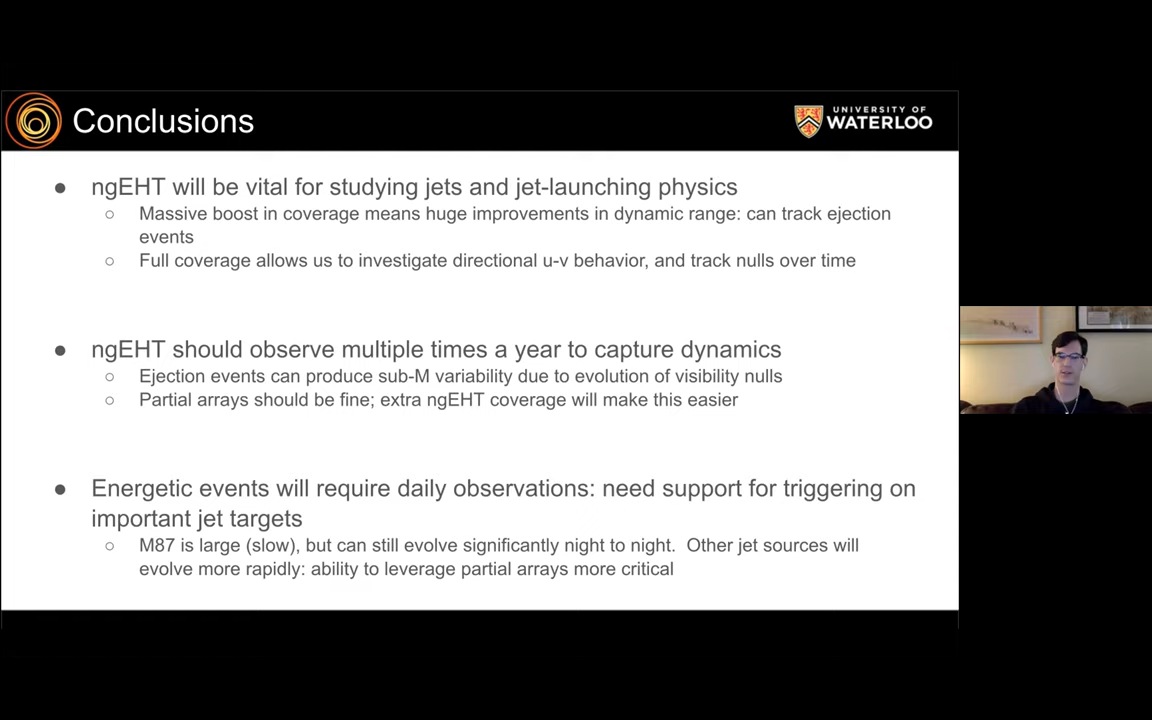 Conclusions
UNIVERSITY OF
WATERLOO
● ngEHT will be vital for studying jets and jet-launching physics
○ Massive boost in coverage means huge improvements in dynamic range: can track ejection
events
○ Full coverage allows us to investigate directional u-v behavior, and track nulls over time
● ngEHT should observe multiple times a year to capture dynamics
○ Ejection events can produce sub-M variability due to evolution of visibility nulls
○ Partial arrays should be fine; extra ngEHT coverage will make this easier
● Energetic events will require daily observations: need support for triggering on
important jet targets
○ M87 is large (slow), but can still evolve significantly night to night. Other jet sources will
evolve more rapidly: ability to leverage partial arrays more critical